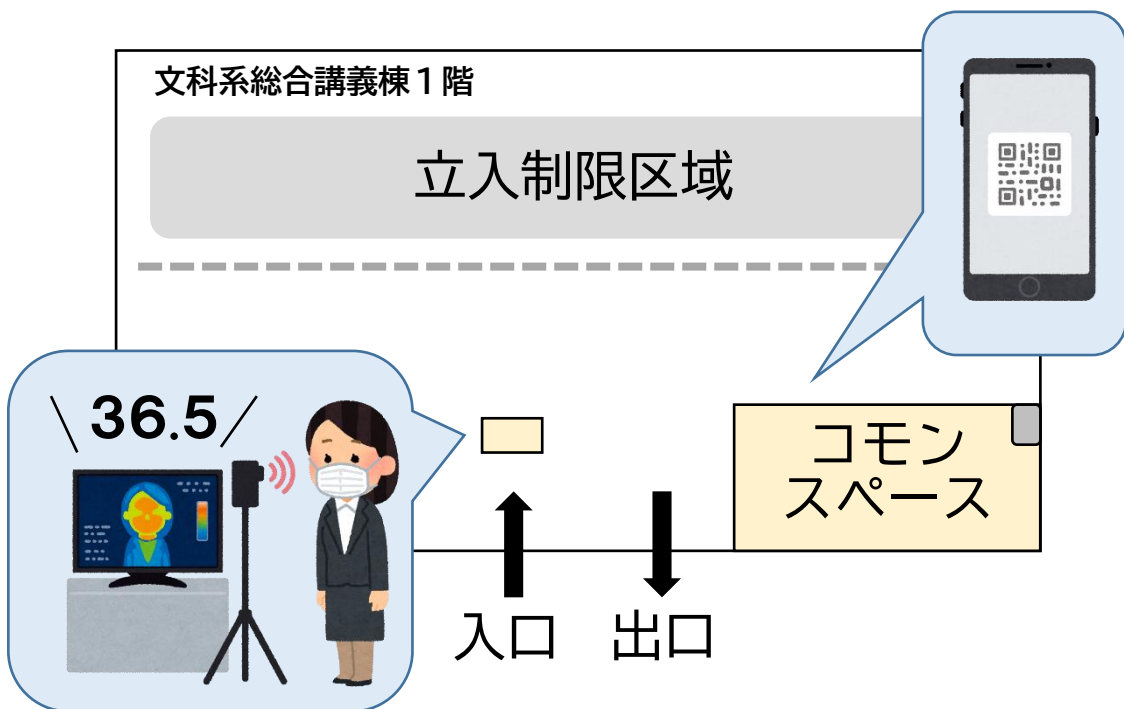 文科系総合講義棟１階
立入制限区域
36.5
コモン
スペース
入口
出口